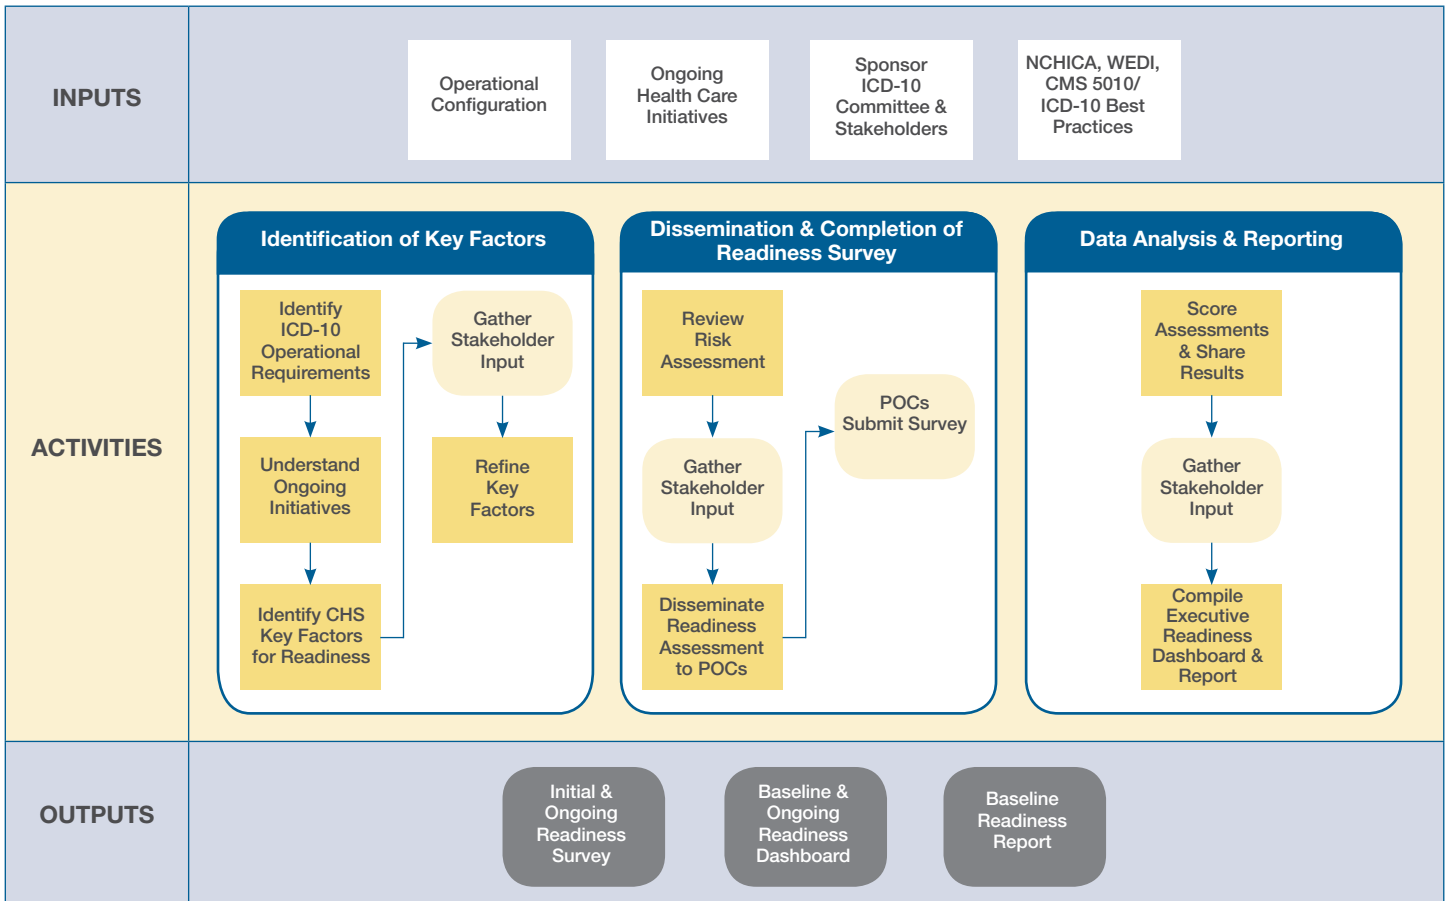 INPUTS
Operational
Configuration
Ongoing
Health Care
Initiatives
Sponsor
ICD-10
Committee &
Stakeholders
NCHICA, WEDI,
CMS 5010/
ICD-10 Best
Practices
ACTIVITIES
Identification of Key Factors
Identify
ICD-10
Operational
Requirements
Understand
Ongoing
Initiatives
Identify CHS
Key Factors
for Readiness
Gather
Stakeholder
Input
Refine
Key
Factors
Dissemination & Completion of
Readiness Survey
Review
Risk
Assessment
Gather
Stakeholder
Input
Disseminate
Readiness
Assessment
to POCs
POCs
Submit Survey
Data Analysis & Reporting
Score
Assessments
& Share
Results
Gather
Stakeholder
Input
Compile
Executive
Readiness
Dashboard &
Report
OUTPUTS
Initial &
Ongoing
Readiness
Survey
Baseline &
Ongoing
Readiness
Dashboard
Baseline
Readiness
Report